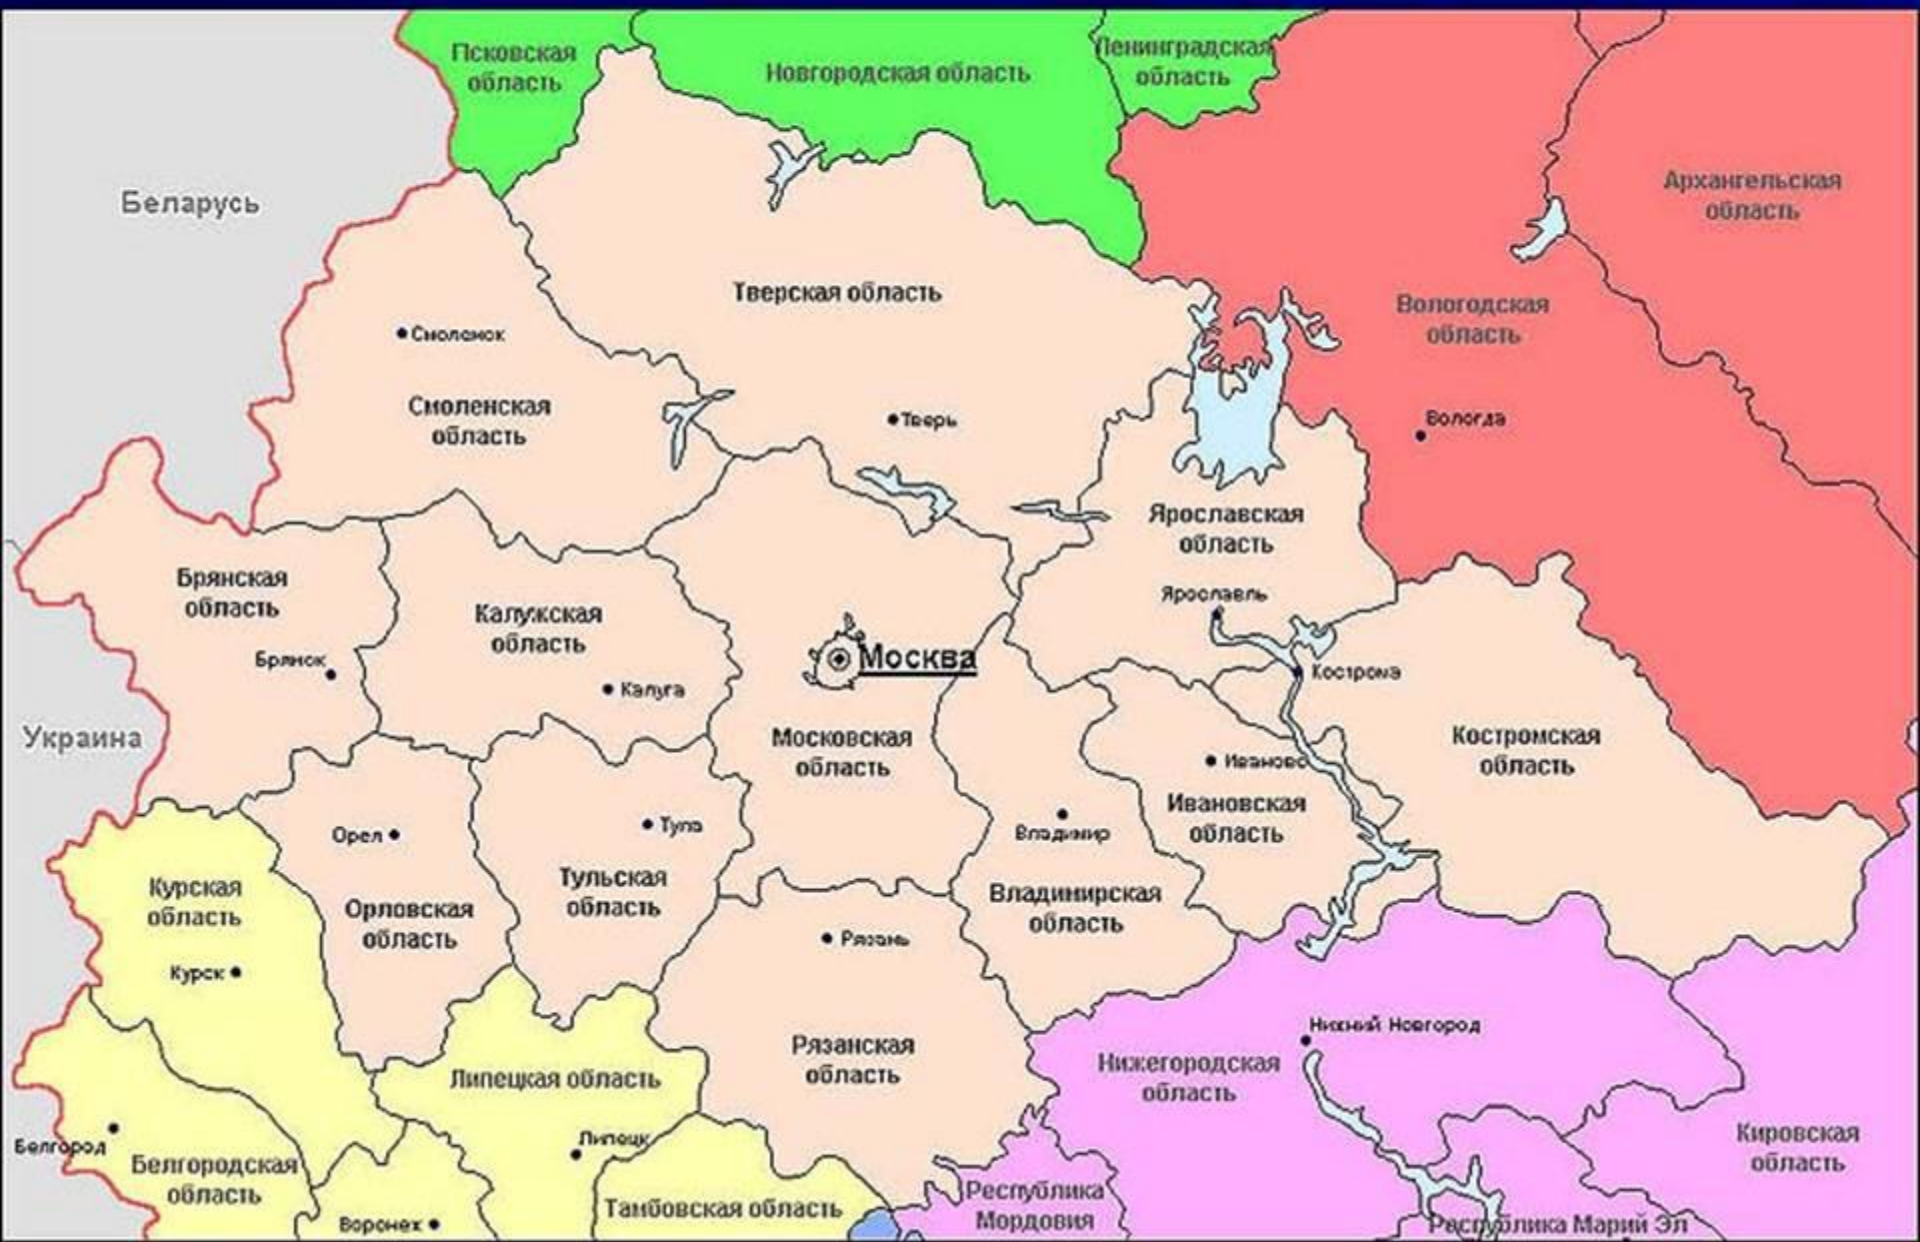 Псковская
область
Новгородская область
Ленинградская
область
Архангельская
область
Беларусь
Тверская область
Вологодская
область
Смоленск
Смоленская
область
Тверь
Вологда
Ярославская
область
Брянская
область
Ярославль
Калужская
область
Брянск
Калуга
Москва
Кострома
Украина
Московская
область
Костромская
область
Иваново
Ивановская
область
Орел
Тула
Владимир
Курская
область
Тульская
область
Владимирская
область
Орловская
область
Рязань
Курск
Нижний Новгород
Рязанская
область
Нижегородская
область
Липецкая область
Белгород
Липецк
Кировская
область
Белгородская
область
Тамбовская область
Республика
Мордовия
Воронеж
Республика Марий Эл